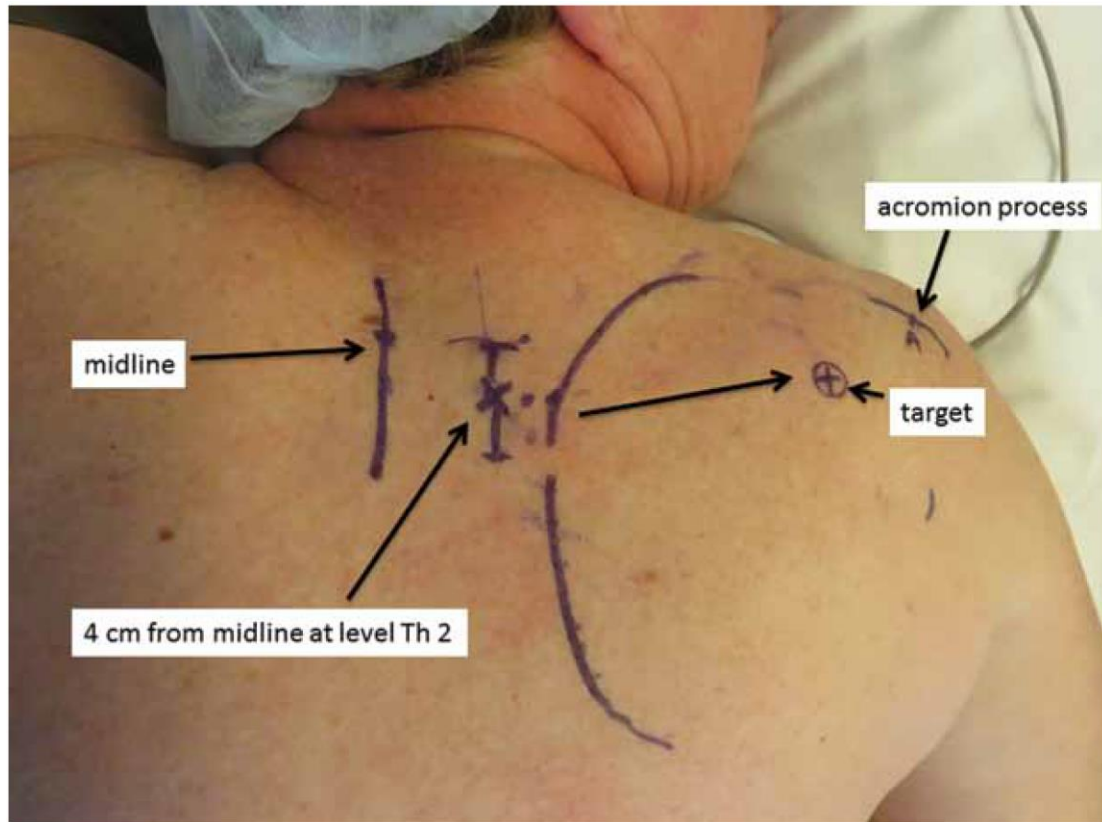 acromion process
midline
target
4 cm from midline at level Th 2